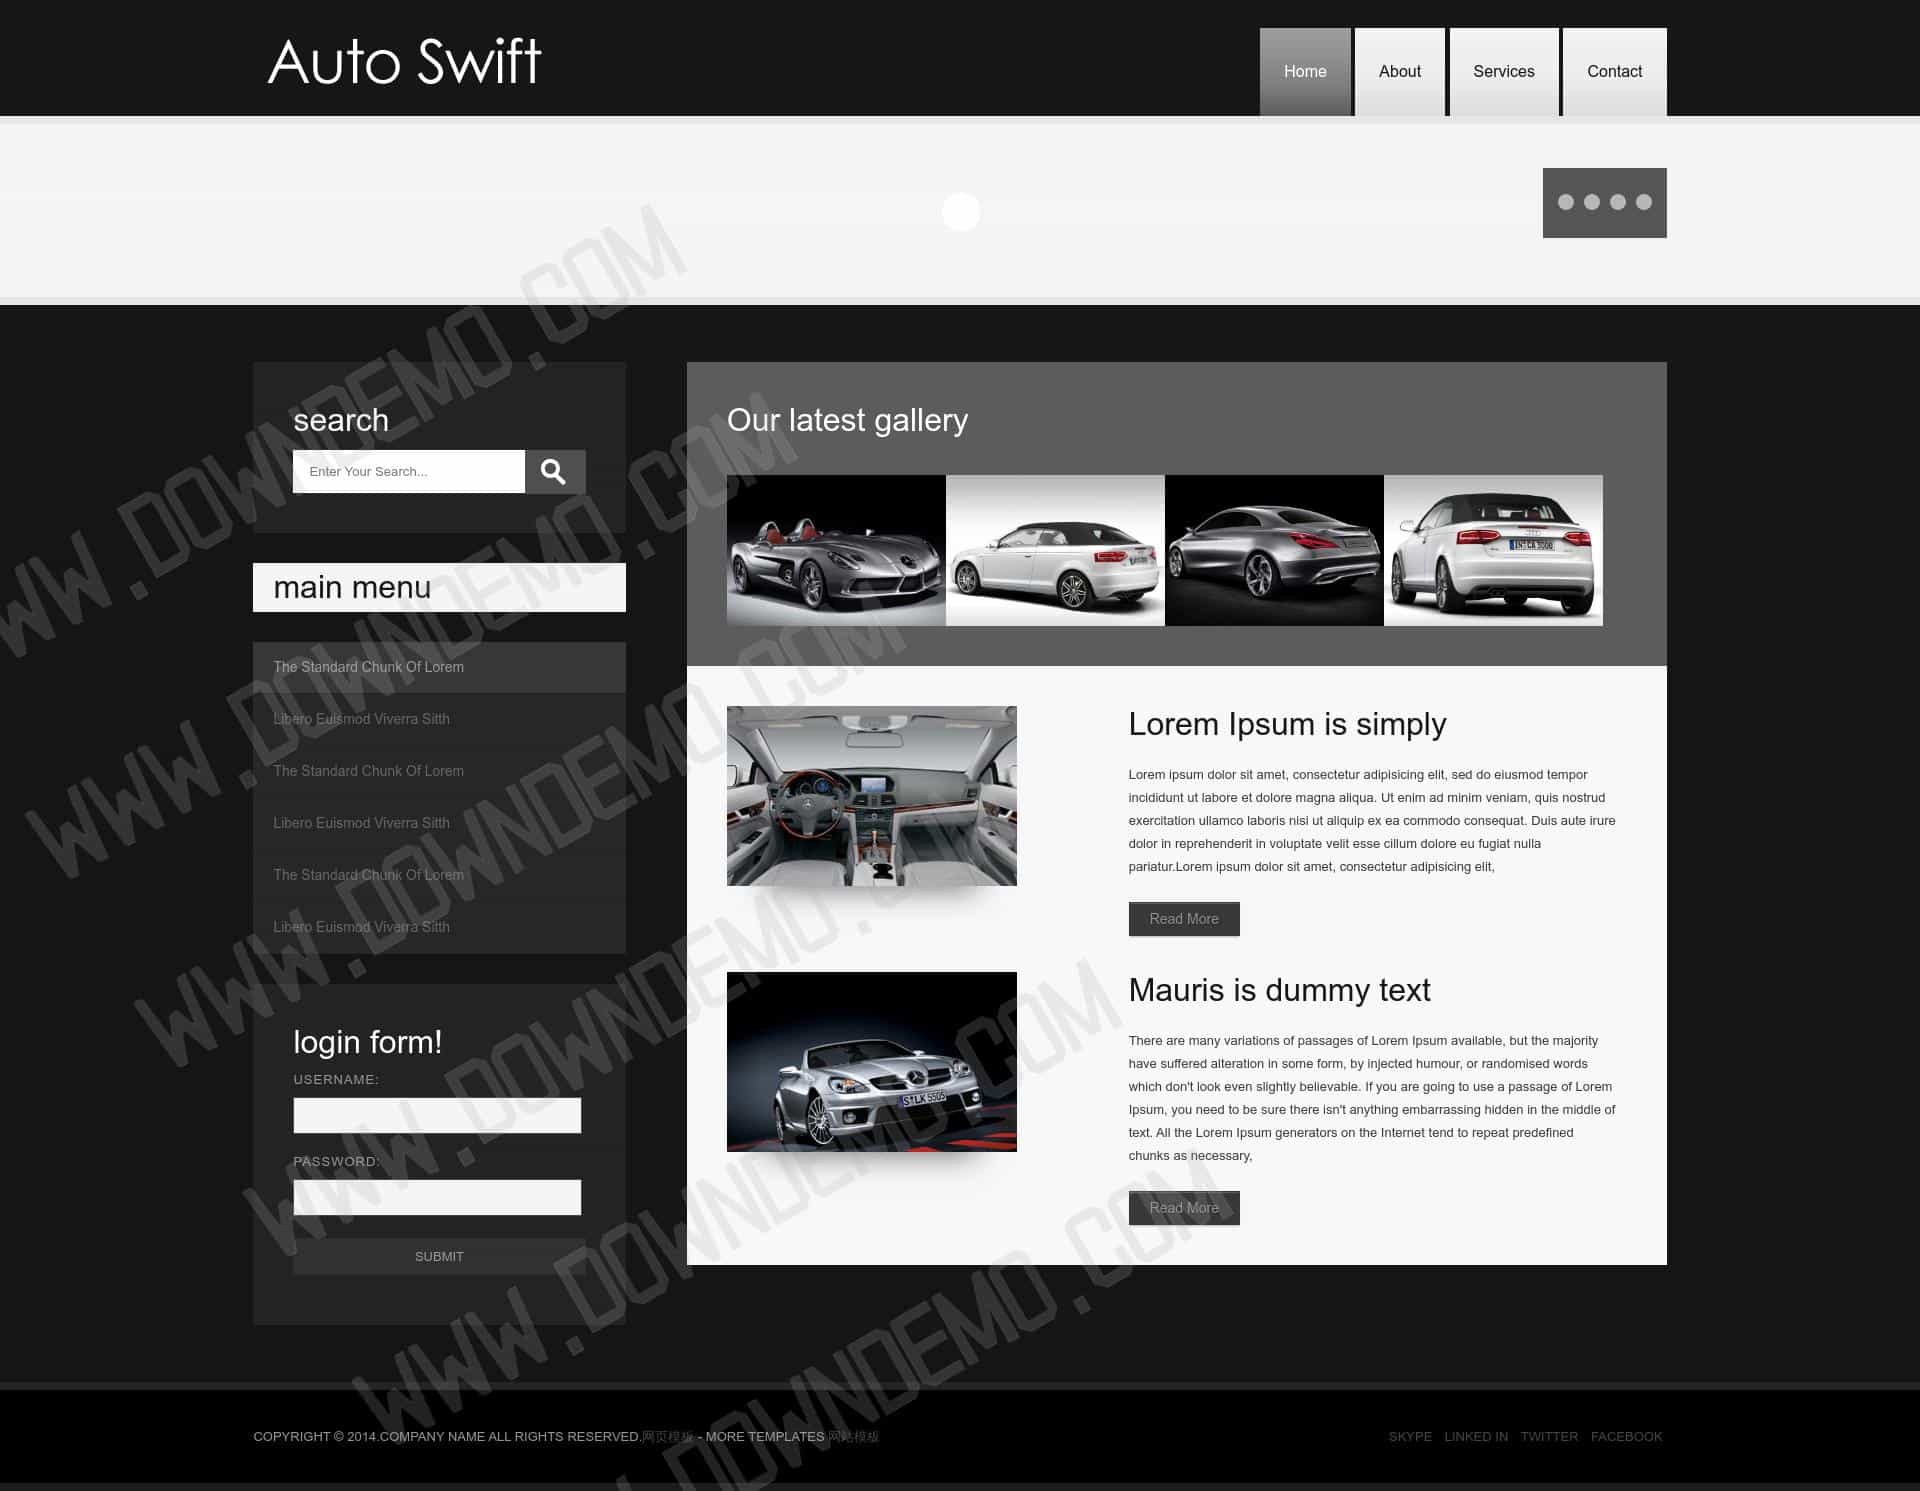 Auto Swift
Home About Services Contact
search
Enter Your Search...
main menu
The Standard Chunk Of Lorem
Libero Euismod Viverra Sitth
The Standard Chunk Of Lorem
Libero Euismod Viverra Sitth
The Standard Chunk Of Lorem
Libero Euismod Viverra Sitth
login form!
USERNAME:
PASSWORD:
SUBMIT
Our latest gallery
Lorem Ipsum is simply
Lorem ipsum dolor sit amet, consectetur adipisicing elit, sed do eiusmod tempor
incididunt ut labore et dolore magna aliqua. Ut enim ad minim veniam, quis nostrud
exercitation ullamco laboris nisi ut aliquip ex ea commodo consequat. Duis aute irure
dolor in reprehenderit in voluptate velit esse cillum dolore eu fugiat nulla
pariatur.Lorem ipsum dolor sit amet, consectetur adipisicing elit,
Read More
S*LK 5505
Mauris is dummy text
There are many variations of passages of Lorem Ipsum available, but the majority
have suffered alteration in some form, by injected humour, or randomised words
which don't look even slightly believable. If you are going to use a passage of Lorem
Ipsum, you need to be sure there isn't anything embarrassing hidden in the middle of
text. All the Lorem Ipsum generators on the Internet tend to repeat predefined
chunks as necessary,
Read More
COPYRIGHT © 2014.COMPANY NAME ALL RIGHTS RESERVED.网页模板 - MORE TEMPLATES 网站模板
SKYPE LINKED IN TWITTER FACEBOOK
WWW.DOWNDEMO.COM
WWW.DOWNDEMO.COM
WWW.DOWNDEMO.COM
WWW.DOWNDEMO.COM
WWW.DOWNDEMO.COM